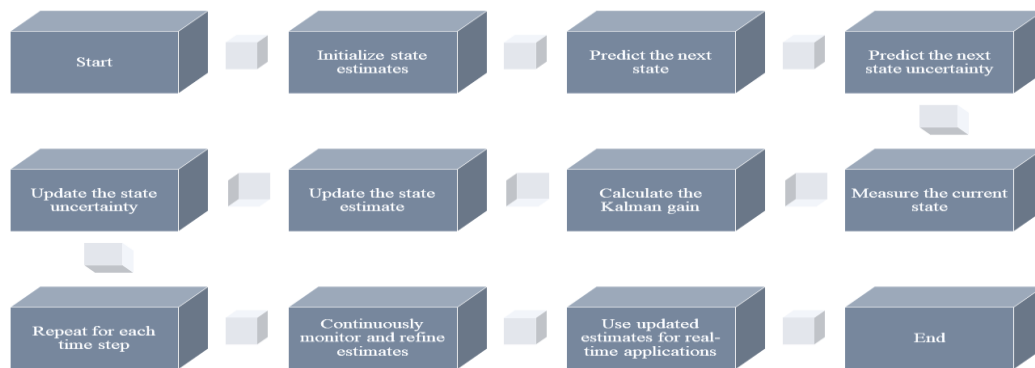 Start
Initialize state
estimates
Predict the next
state
Predict the next
state uncertainty
Measure the current
state
Calculate the
Kalman gain
Update the state
estimate
Update the state
uncertainty
Repeat for each
time step
Continuously
monitor and refine
estimates
Use updated
estimates for real-
time applications
End